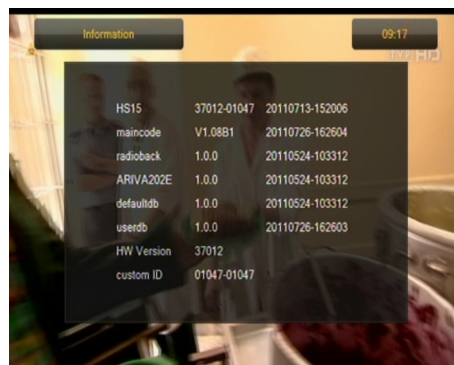 Information
09:17
TVP HD
HS15 37012-01047 20110713-152006
maincode V1.08B1 20110726-162604
radioback 1.0.0 20110524-103312
ARIVA202E 1.0.0 20110524-103312
defaultdb 1.0.0 20110524-103312
userdb 1.0.0 20110726-162603
HW Version 37012
custom ID 01047-01047